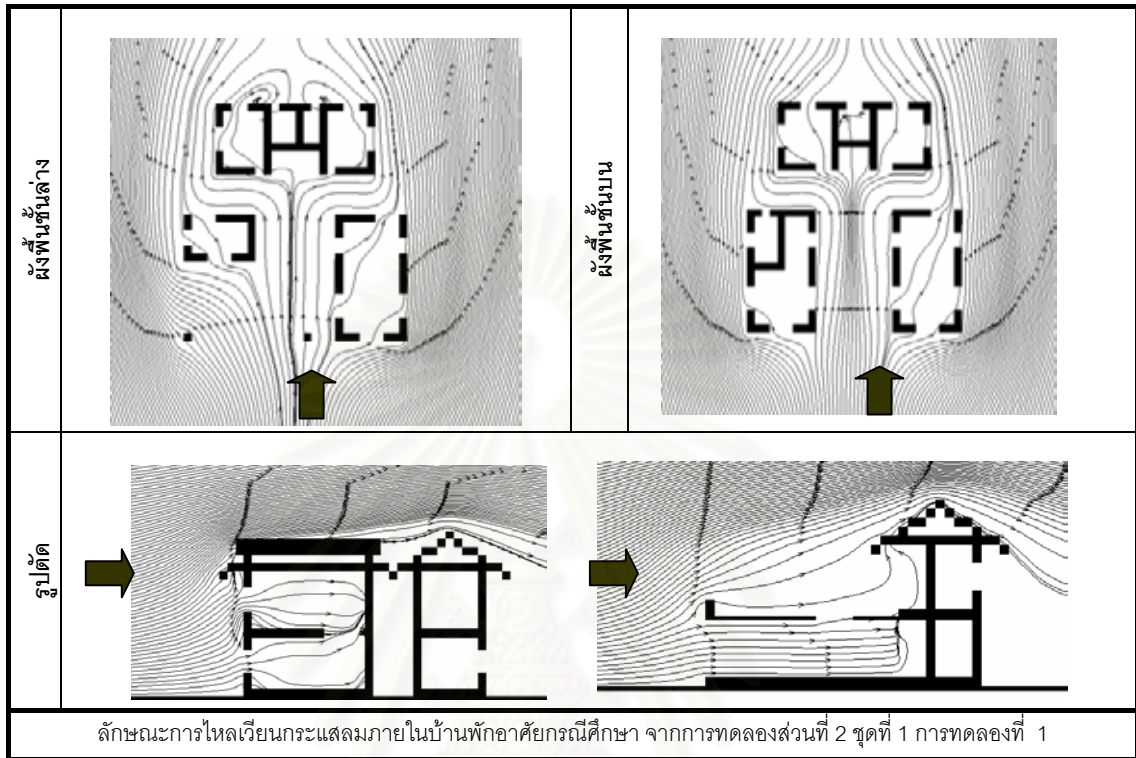 ผังพื้นชั้นล่าง
ผังพื้นชั้นบน
รูปตัด
ลักษณะการไหลเวียนกระแสลมภายในบ้านพักอาศัยกรณีศึกษา จากการทดลองส่วนที่ 2 ชุดที่ 1 การทดลองที่ 1